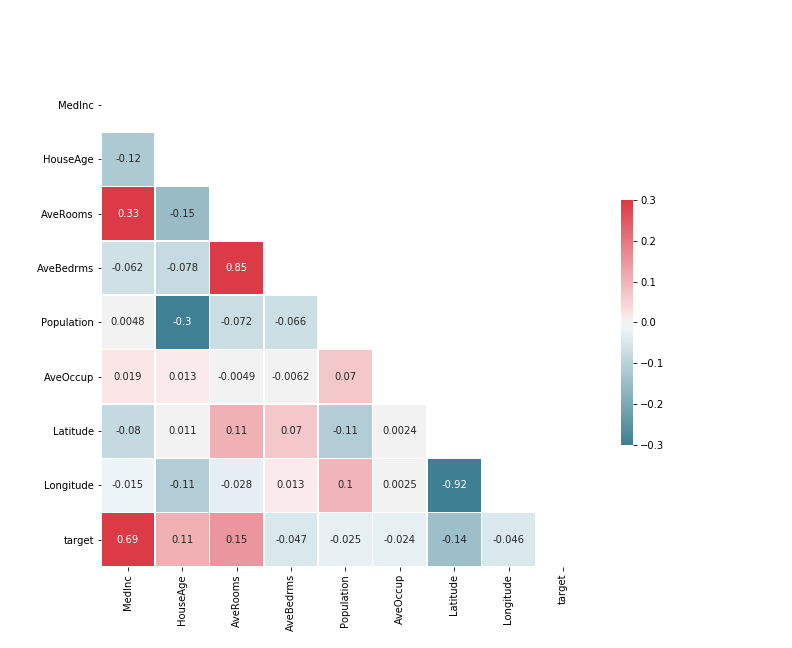 MedInc
HouseAge -0.12
AveRooms 0.33 -0.15
AveBedrms -0.062 -0.078 0.85
Population 0.0048 -0.3 -0.072 -0.066
AveOccup 0.019 0.013 -0.0049 -0.0062 0.07
Latitude -0.08 0.011 0.11 0.07 -0.11 0.0024
Longitude -0.015 -0.11 -0.028 0.013 0.1 0.0025 -0.92
target 0.69 0.11 0.15 -0.047 -0.025 -0.024 -0.14 -0.046
MedInc HouseAge AveRooms AveBedrms Population AveOccup Latitude Longitude target
0.3
0.2
0.1
0.0
−0.1
−0.2
−0.3